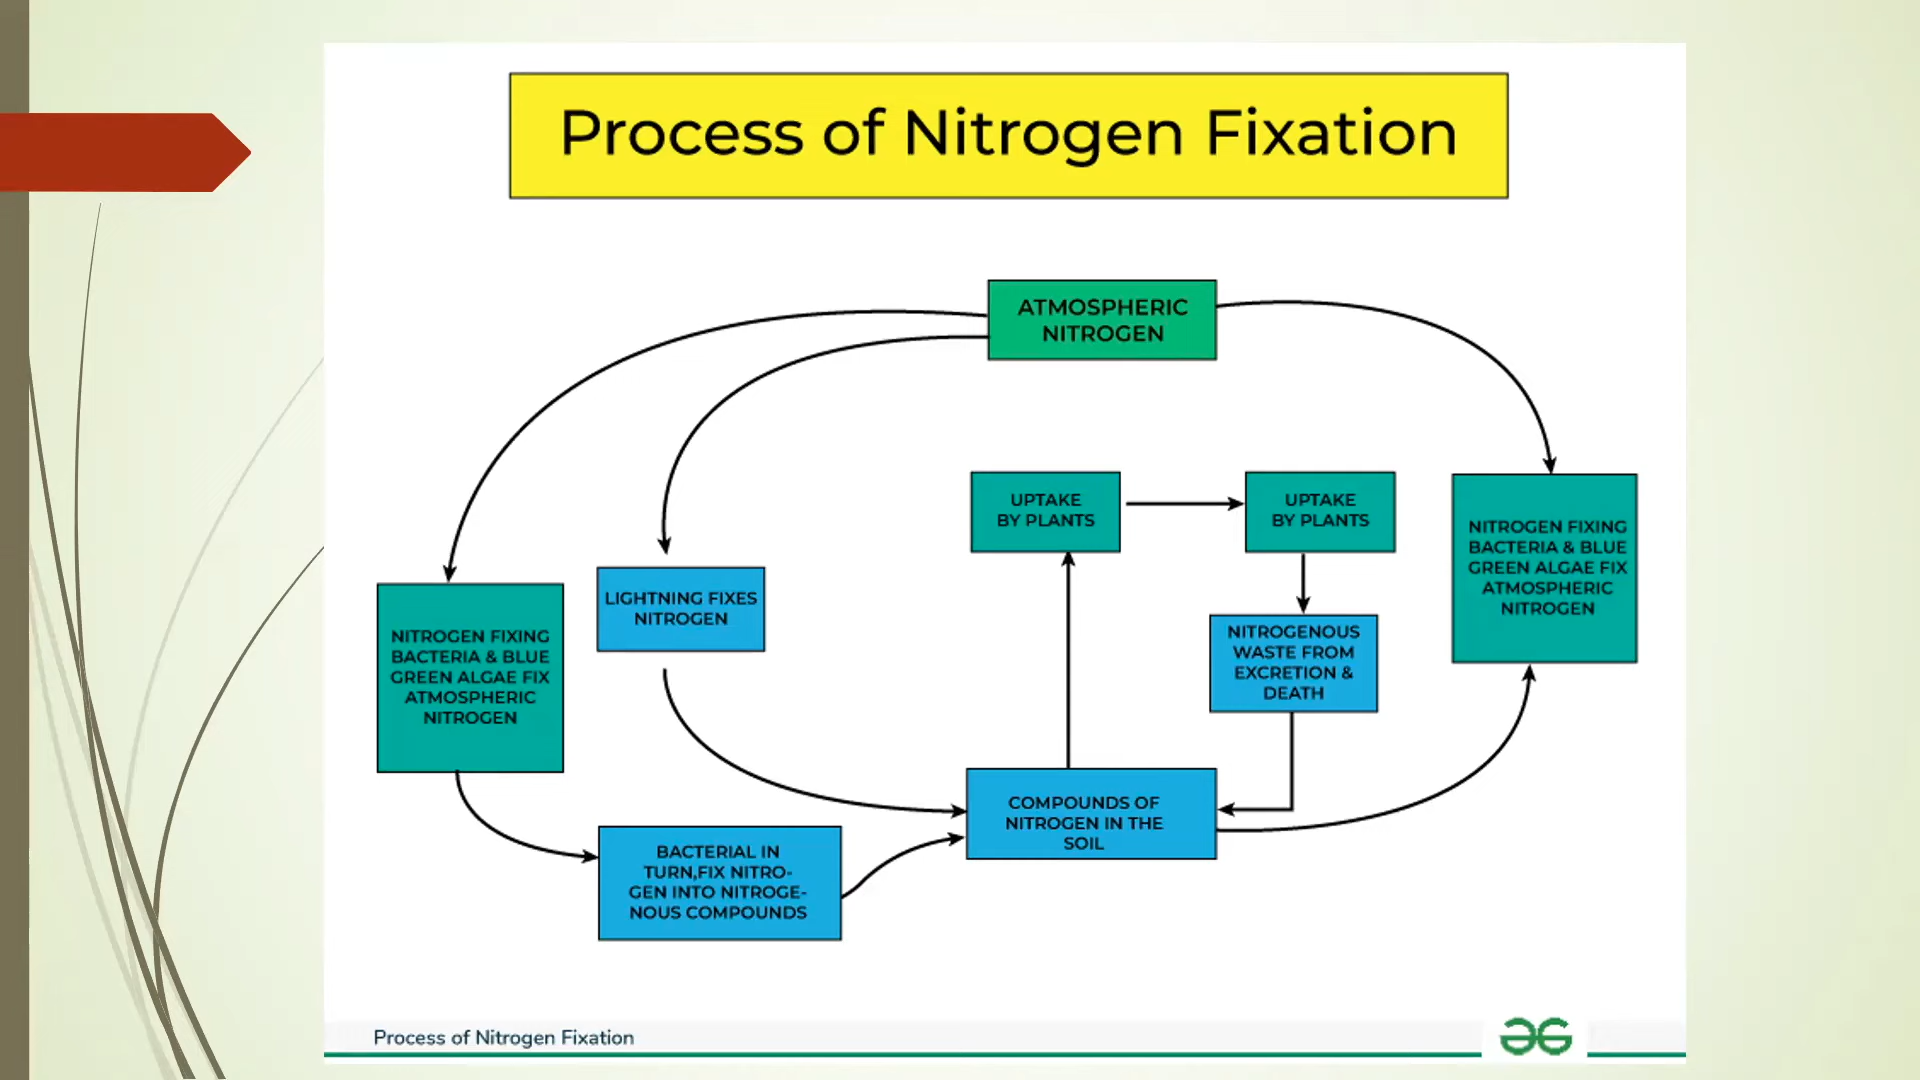 Process of Nitrogen Fixation
ATMOSPHERIC
NITROGEN
UPTAKE
BY PLANTS
UPTAKE
BY PLANTS
NITROGEN FIXING
BACTERIA & BLUE
GREEN ALGAE FIX
ATMOSPHERIC
NITROGEN
LIGHTNING FIXES
NITROGEN
NITROGEN FIXING
BACTERIA & BLUE
GREEN ALGAE FIX
ATMOSPHERIC
NITROGEN
NITROGENOUS
WASTE FROM
EXCRETION &
DEATH
COMPOUNDS OF
NITROGEN IN THE
SOIL
BACTERIAL IN
TURN,FIX NITRO-
GEN INTO NITROGE-
NOUS COMPOUNDS
Process of Nitrogen Fixation